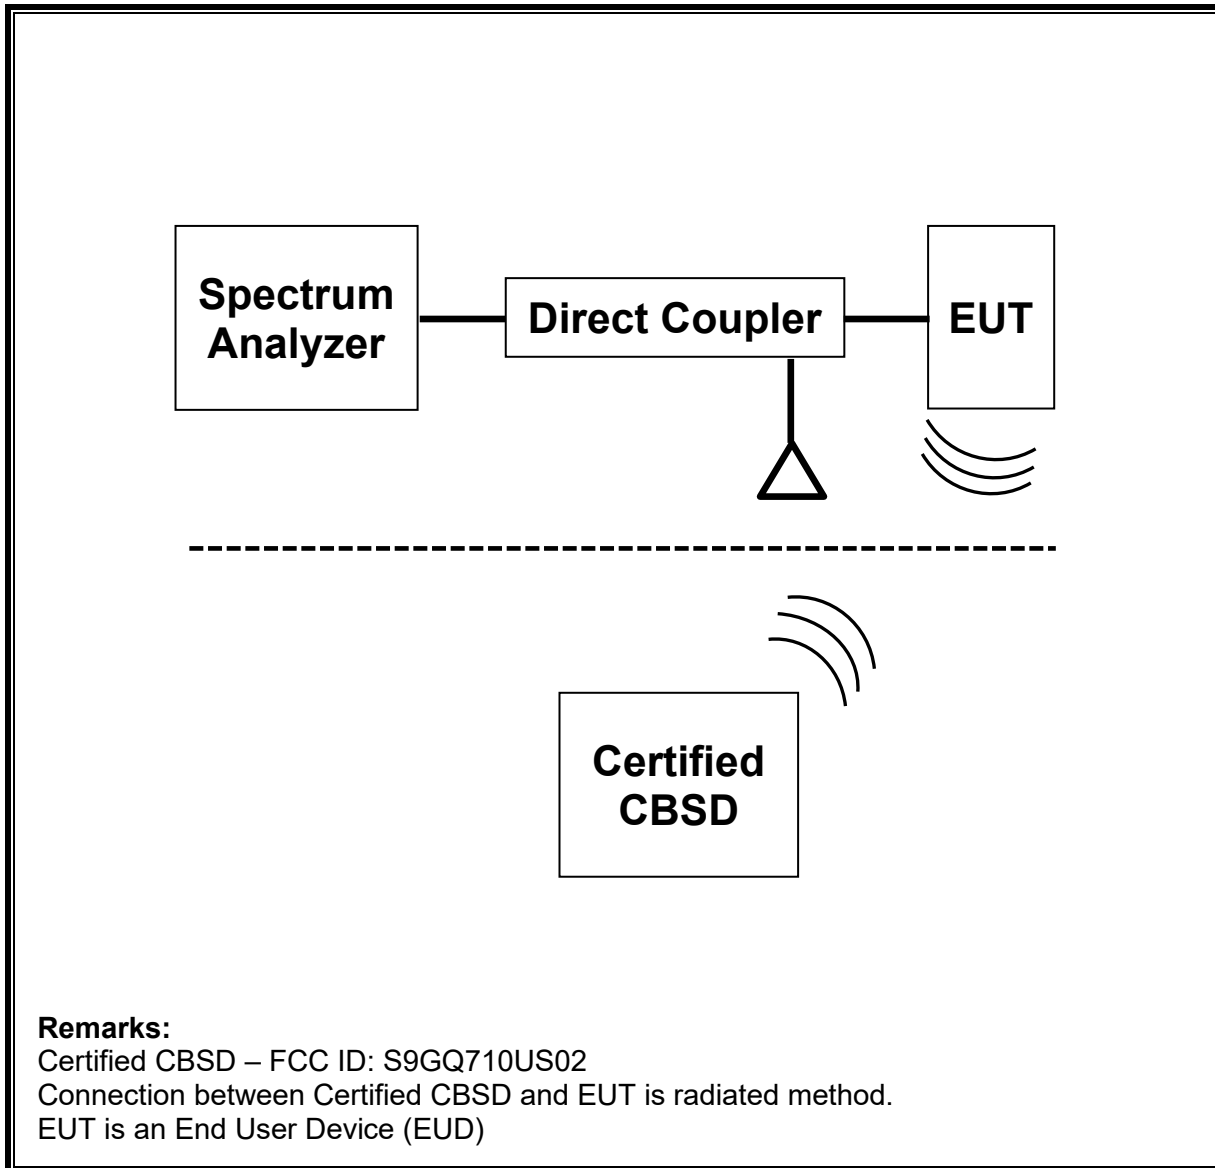 Spectrum
Analyzer
Direct Coupler
EUT
Certified
CBSD
Remarks:
Certified CBSD – FCC ID: S9GQ710US02
Connection between Certified CBSD and EUT is radiated method.
EUT is an End User Device (EUD)